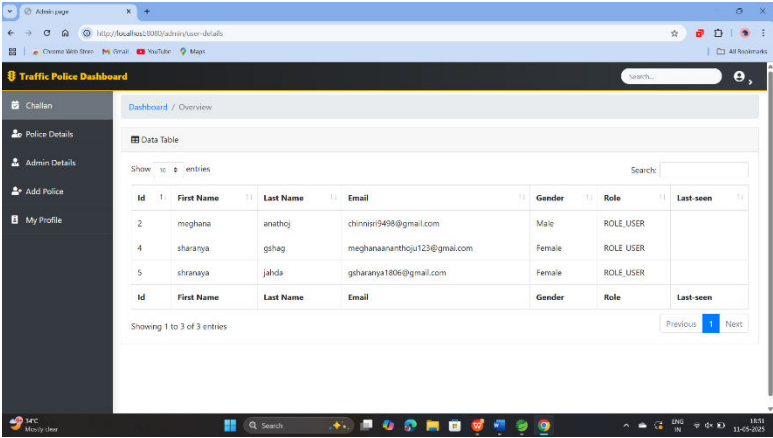 Admin page
http://localhost:8080/admin/user-details
Chrome Web Store Gmail YouTube Maps All Bookmarks
Traffic Police Dashboard Search...
Challan
Police Details
Admin Details
Add Police
My Profile
Dashboard / Overview
Data Table
Show 10 entries Search:
Id First Name Last Name Email Gender Role Last-seen
2 meghana anathoj chinnisri9498@gmail.com Male ROLE_USER
4 sharanya gshag meghanaananthoju123@gmai.com Female ROLE_USER
5 shranaya jahda gsharanya1806@gmail.com Female ROLE_USER
Id First Name Last Name Email Gender Role Last-seen
Showing 1 to 3 of 3 entries Previous 1 Next
34°C
Mostly clear
Search
ENG
IN
18:51
11-05-2025